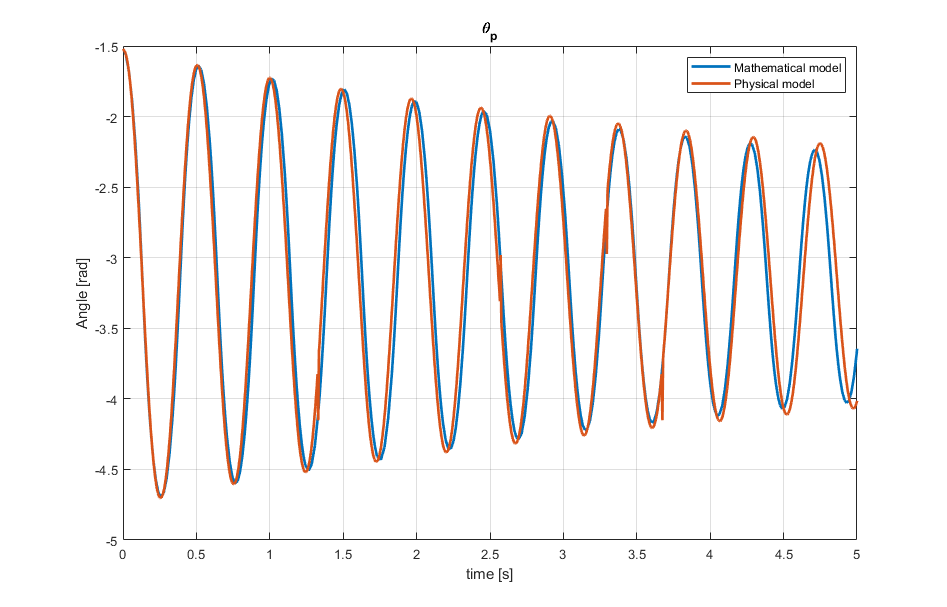 θp
Mathematical model
Physical model
-1.5
-2
-2.5
-3
-3.5
-4
-4.5
-5
Angle [rad]
0 0.5 1 1.5 2 2.5 3 3.5 4 4.5 5
time [s]